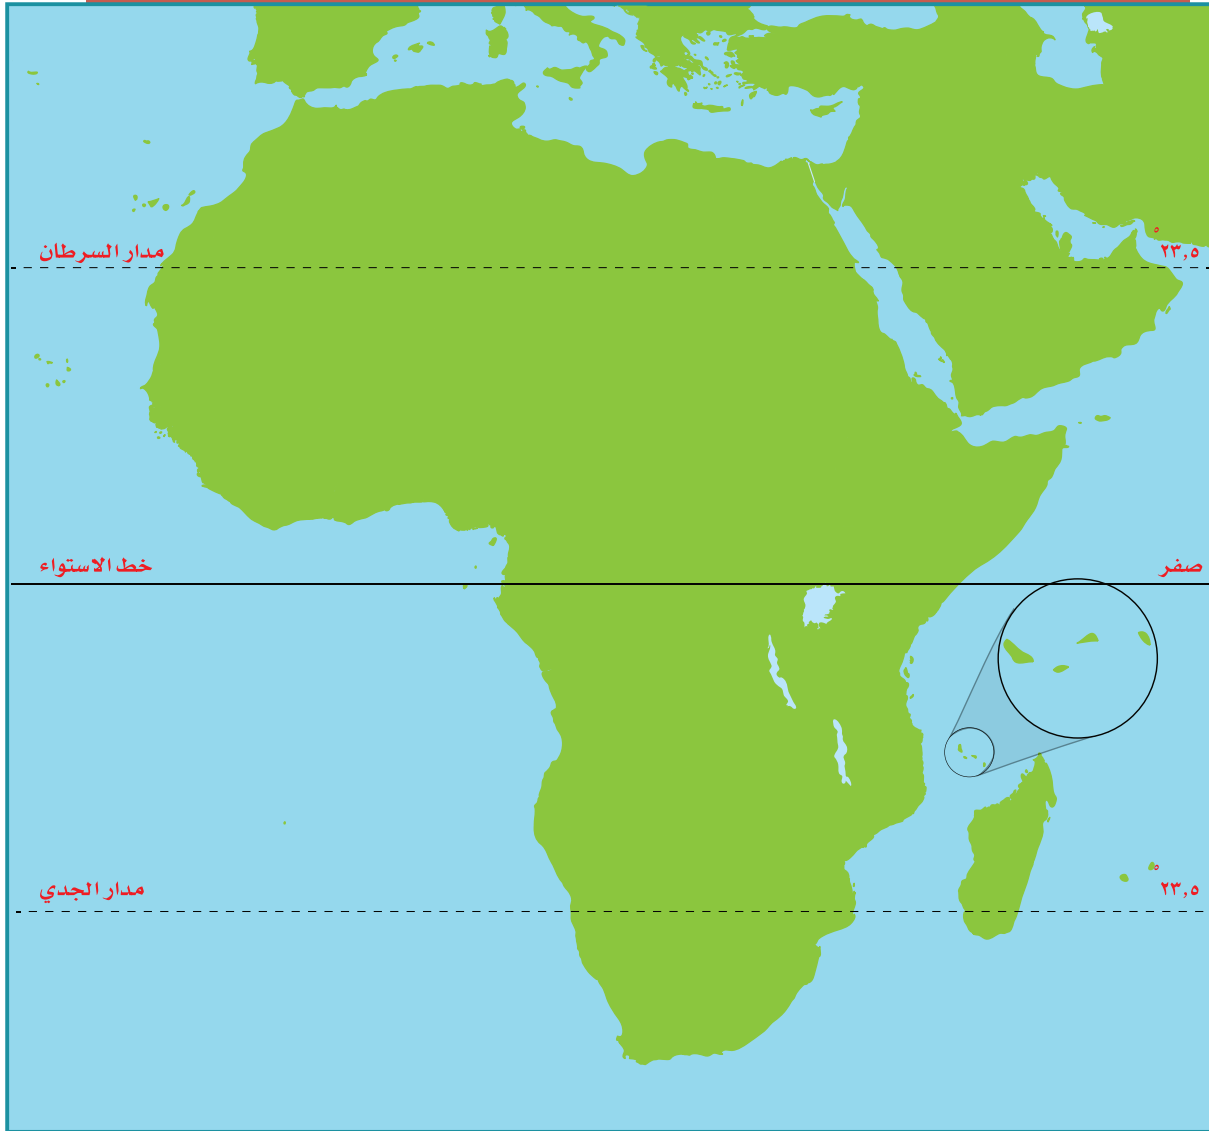 مدار السرطان
°٢٣,٥
خط الاستواء
صفر
مدار الجدي
°٢٣,٥